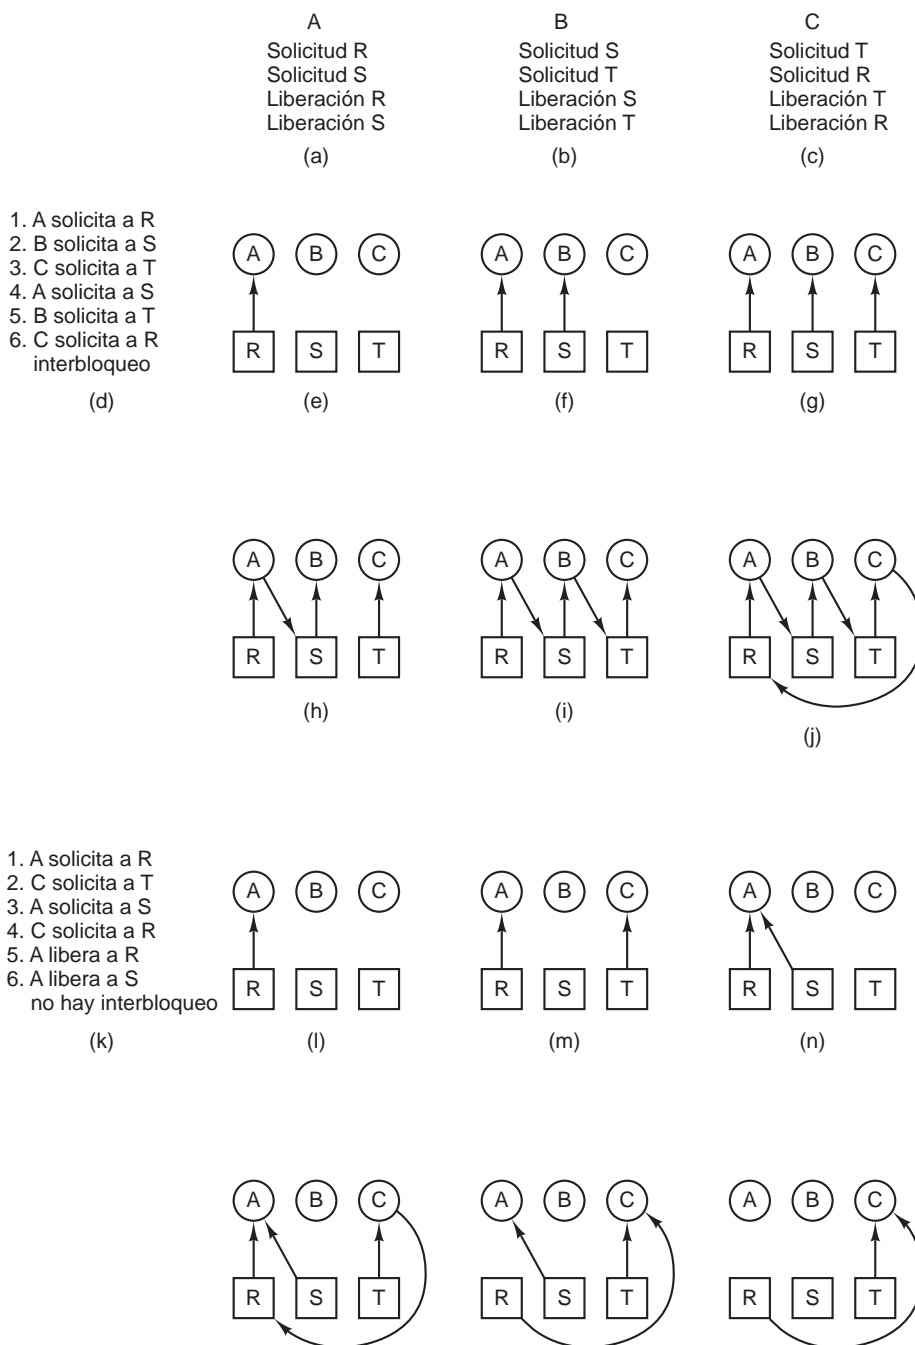 A B C
Solicitud R Solicitud S Solicitud T
Solicitud S Solicitud T Solicitud R
Liberación R Liberación S Liberación T
Liberación S Liberación T Liberación R
(a) (b) (c)
1. A solicita a R
2. B solicita a S
3. C solicita a T
4. A solicita a S
5. B solicita a T
6. C solicita a R
interbloqueo
(d)
A B C A B C A B C
R S T R S T R S T
(e) (f) (g)
A B C A B C A B C
R S T R S T R S T
(h) (i) (j)
1. A solicita a R
2. C solicita a T
3. A solicita a S
4. C solicita a R
5. A libera a R
6. A libera a S
no hay interbloqueo
(k)
A B C A B C A B C
R S T R S T R S T
(l) (m) (n)
A B C A B C A B C
R S T R S T R S T